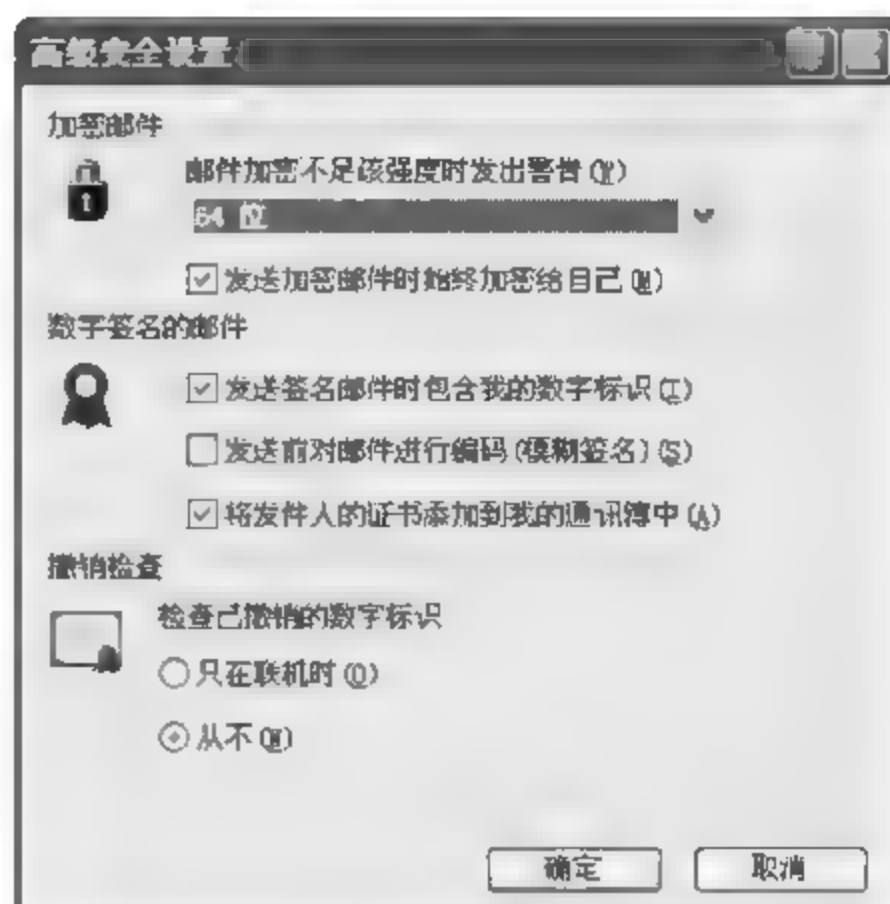 高级安全设置
加密邮件
邮件加密不足该强度时发出警告(W)
64 位
发送加密邮件时始终加密给自己(M)
数字签名的邮件
发送签名邮件时包含我的数字标识(I)
发送前对邮件进行编码(模糊签名)(S)
将发件人的证书添加到我的通讯簿中(A)
撤销检查
检查已撤销的数字标识
只在联机时(O)
从不(N)
确定
取消